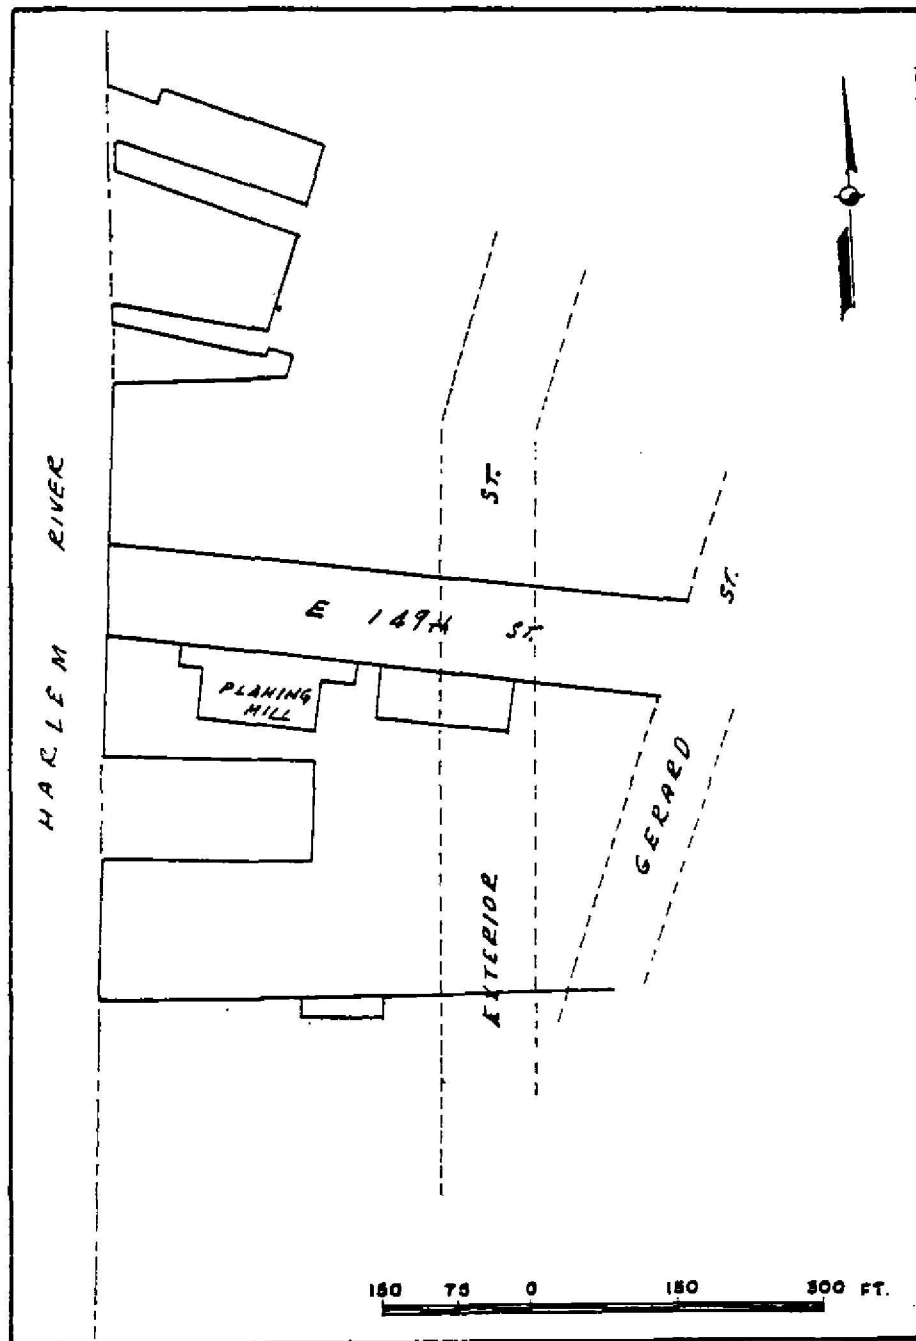 HARLEM RIVER
ST.
E 149th ST.
ST.
PLANING
MILL
GERARD
EXTERIOR
150 75 0 150 300 FT.